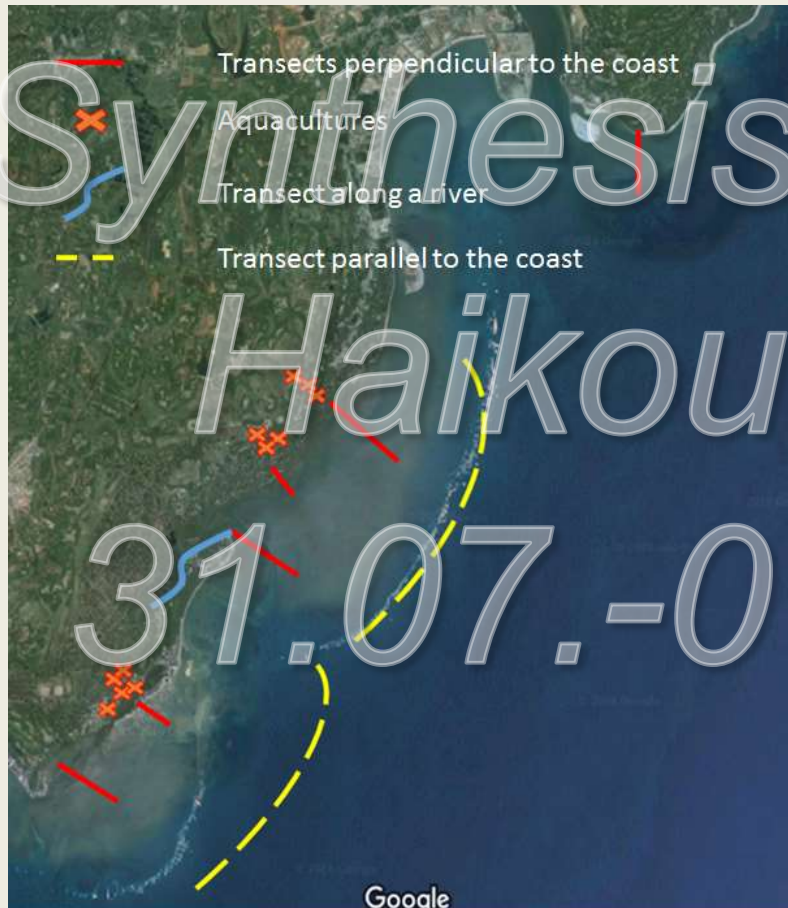 Transects perpendicular to the coast
Synthesis
Aquacultures
Transect along a river
Transect parallel to the coast
Haikou
31.07.-0
Google